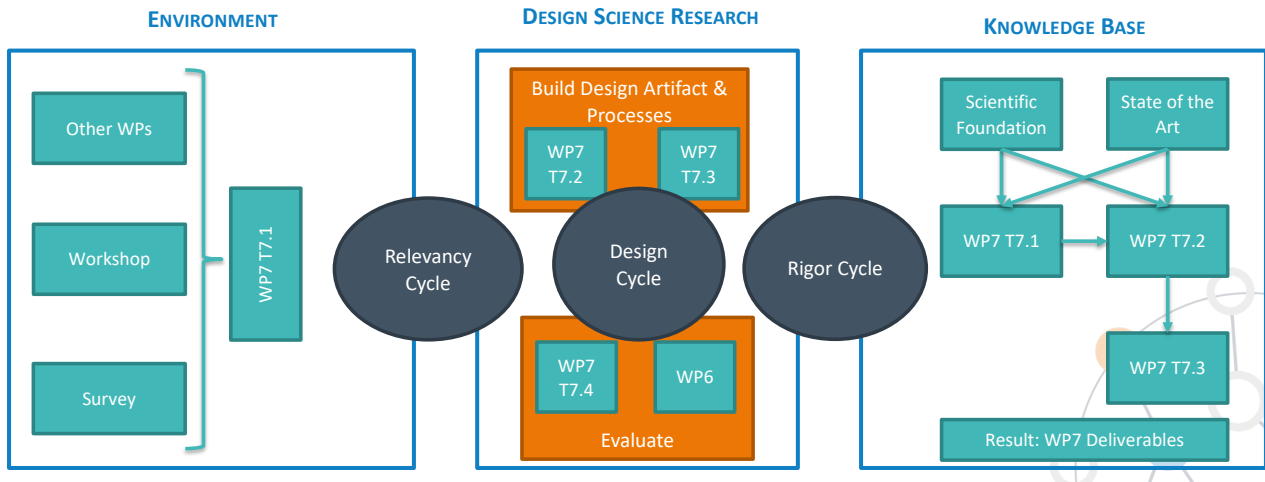 ENVIRONMENT
Other WPs
Workshop
Survey
WP7 T7.1
Relevancy
Cycle
DESIGN SCIENCE RESEARCH
Build Design Artifact &
Processes
WP7
T7.2
WP7
T7.3
Design
Cycle
WP7
T7.4
WP6
Evaluate
Rigor Cycle
KNOWLEDGE BASE
Scientific
Foundation
State of the
Art
WP7 T7.1
WP7 T7.2
WP7 T7.3
Result: WP7 Deliverables